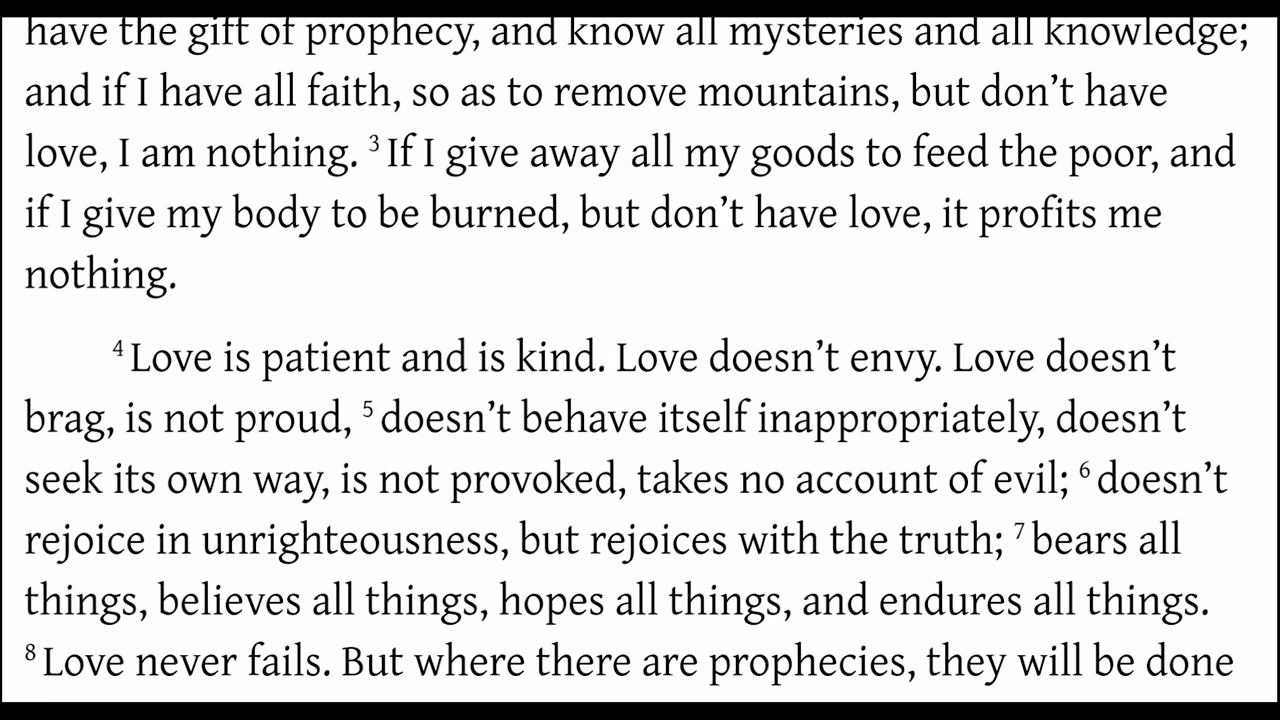 have the gift of prophecy, and know all mysteries and all knowledge;
and if I have all faith, so as to remove mountains, but don’t have
love, I am nothing. ³ If I give away all my goods to feed the poor, and
if I give my body to be burned, but don’t have love, it profits me
nothing.
⁴ Love is patient and is kind. Love doesn’t envy. Love doesn’t
brag, is not proud, ⁵ doesn’t behave itself inappropriately, doesn’t
seek its own way, is not provoked, takes no account of evil; ⁶ doesn’t
rejoice in unrighteousness, but rejoices with the truth; ⁷ bears all
things, believes all things, hopes all things, and endures all things.
⁸ Love never fails. But where there are prophecies, they will be done